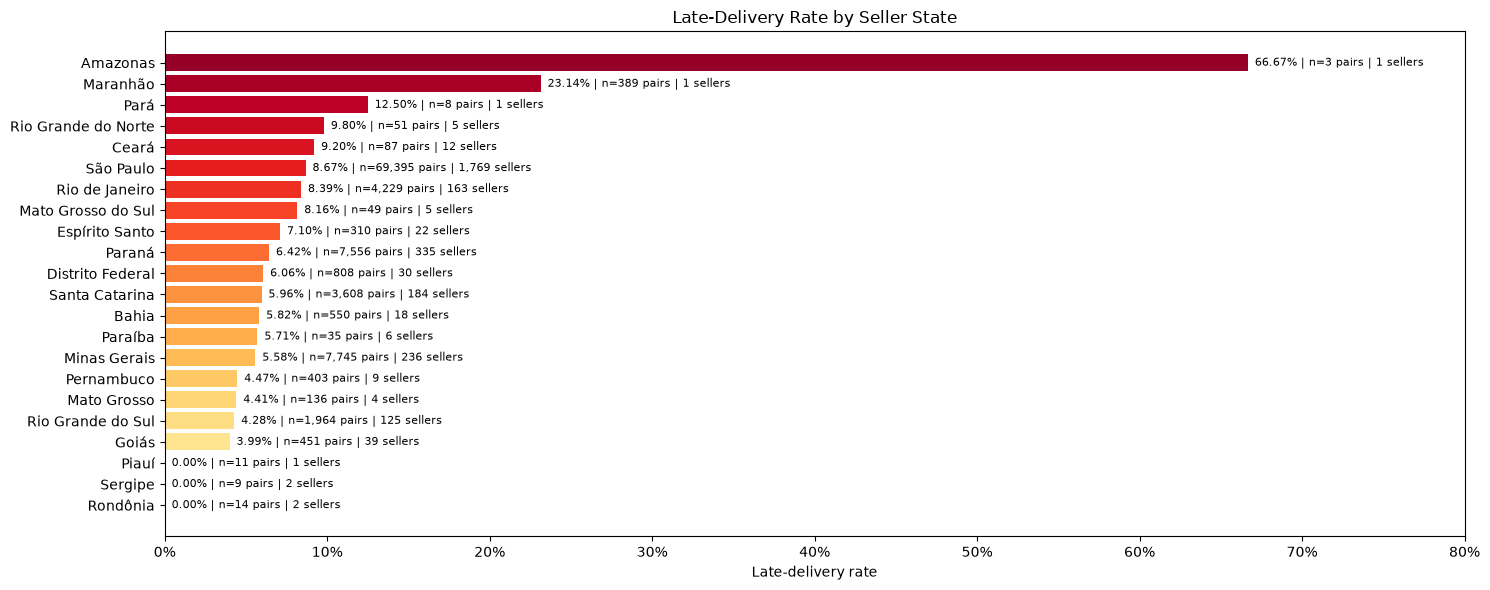 Late-Delivery Rate by Seller State
Amazonas 66.67% | n=3 pairs | 1 sellers
Maranhão 23.14% | n=389 pairs | 1 sellers
Pará 12.50% | n=8 pairs | 1 sellers
Rio Grande do Norte 9.80% | n=51 pairs | 5 sellers
Ceará 9.20% | n=87 pairs | 12 sellers
São Paulo 8.67% | n=69,395 pairs | 1,769 sellers
Rio de Janeiro 8.39% | n=4,229 pairs | 163 sellers
Mato Grosso do Sul 8.16% | n=49 pairs | 5 sellers
Espírito Santo 7.10% | n=310 pairs | 22 sellers
Paraná 6.42% | n=7,556 pairs | 335 sellers
Distrito Federal 6.06% | n=808 pairs | 30 sellers
Santa Catarina 5.96% | n=3,608 pairs | 184 sellers
Bahia 5.82% | n=550 pairs | 18 sellers
Paraíba 5.71% | n=35 pairs | 6 sellers
Minas Gerais 5.58% | n=7,745 pairs | 236 sellers
Pernambuco 4.47% | n=403 pairs | 9 sellers
Mato Grosso 4.41% | n=136 pairs | 4 sellers
Rio Grande do Sul 4.28% | n=1,964 pairs | 125 sellers
Goiás 3.99% | n=451 pairs | 39 sellers
Piauí 0.00% | n=11 pairs | 1 sellers
Sergipe 0.00% | n=9 pairs | 2 sellers
Rondônia 0.00% | n=14 pairs | 2 sellers
0% 10% 20% 30% 40% 50% 60% 70% 80%
Late-delivery rate